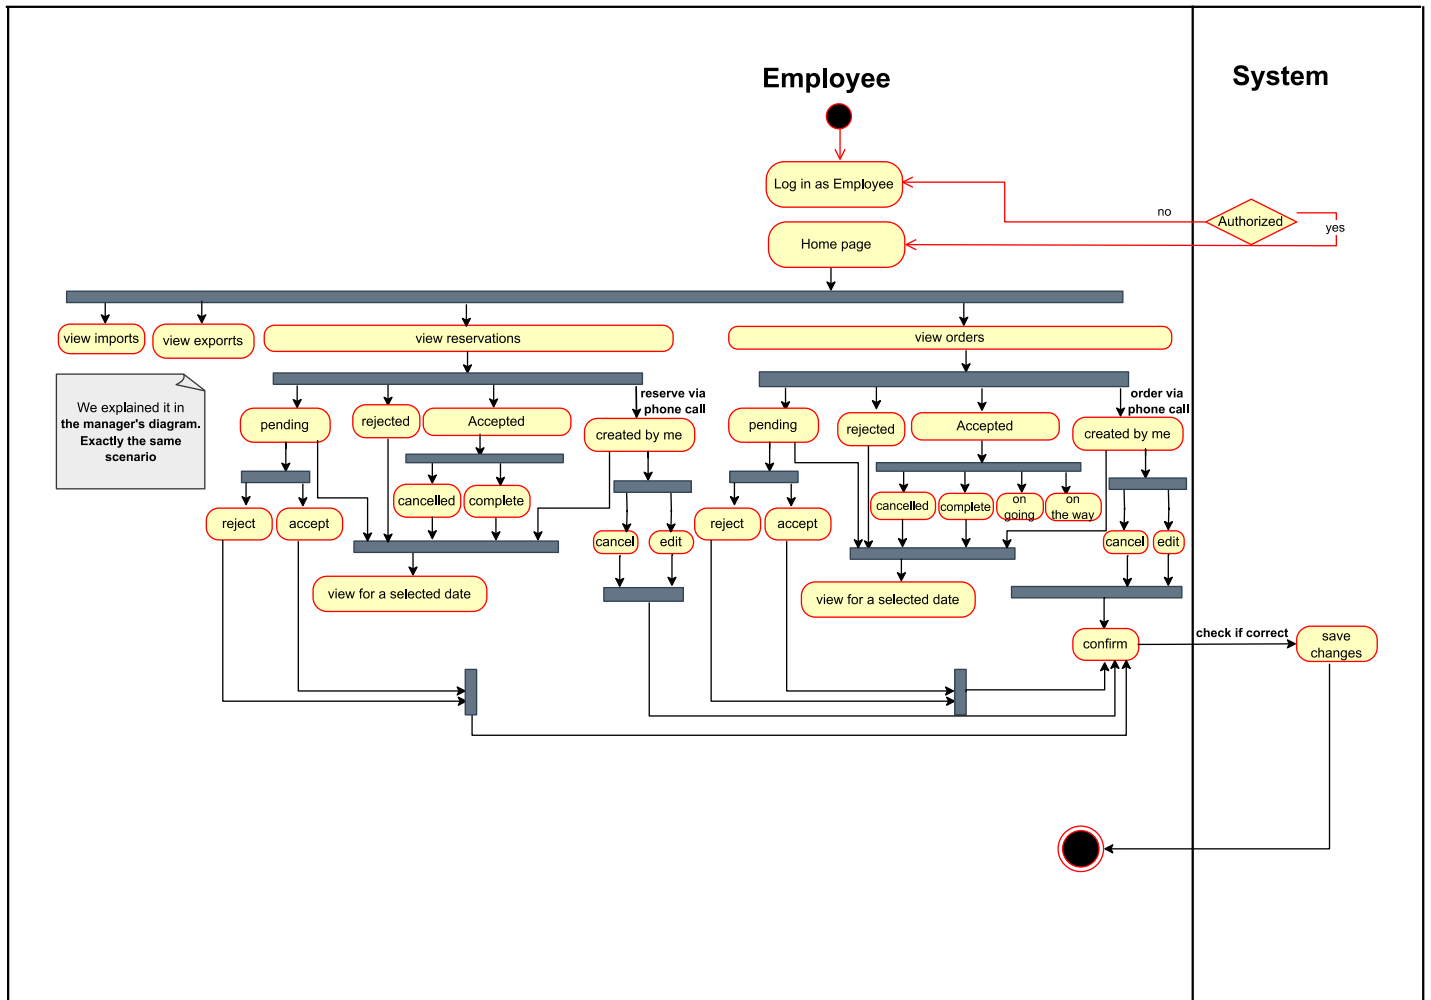 Employee
System
Log in as Employee
no
Authorized
yes
Home page
view imports
view exporrts
view reservations
view orders
We explained it in
the manager's diagram.
Exactly the same
scenario
pending
rejected
Accepted
reserve via
phone call
created by me
pending
rejected
Accepted
order via
phone call
created by me
reject
accept
cancelled
complete
cancel
edit
reject
accept
cancelled
complete
on
going
on
the way
cancel
edit
view for a selected date
view for a selected date
confirm
check if correct
save
changes